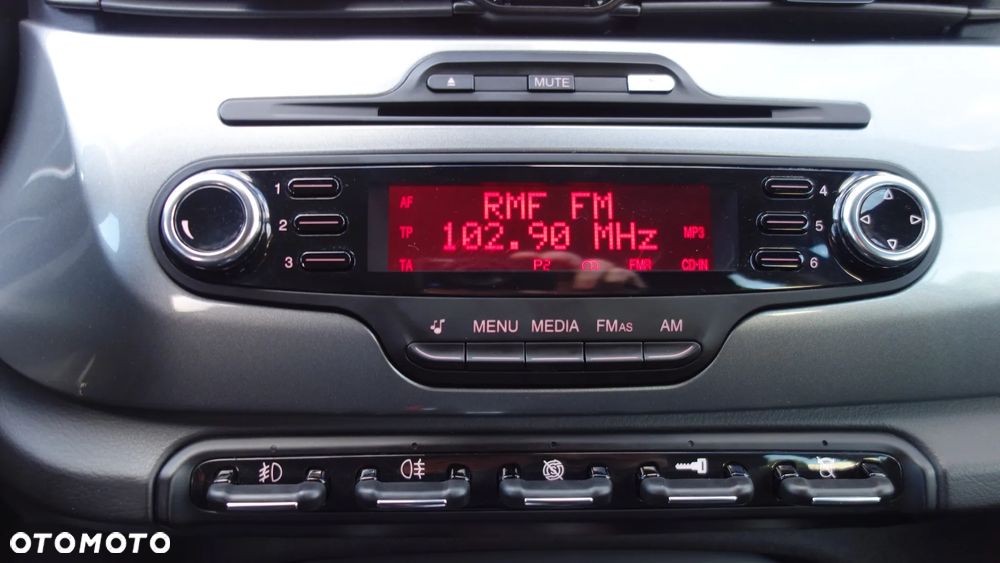 MUTE
1
2
3
AF
TP
TA
RMF FM
102.90 MHz
MP3
P2
FMR
CD-IN
4
5
6
MENU MEDIA FMAS AM
OTOMOTO